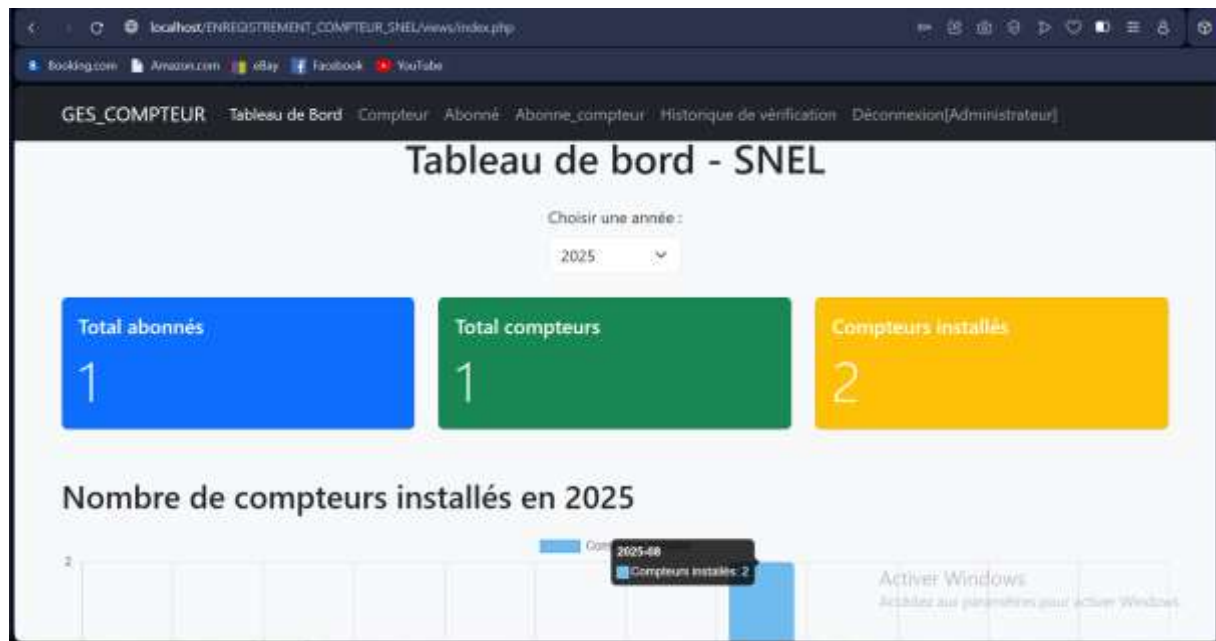 localhost/ENREGISTREMENT_COMPTEUR_SNEL/views/index.php
Booking.com Amazon.com eBay Facebook YouTube
GES_COMPTEUR Tableau de Bord Compteur Abonné Abonne_compteur Historique de vérification Déconnexion[Administrateur]
Tableau de bord - SNEL
Choisir une année :
2025
Total abonnés Total compteurs Compteurs installés
1 1 2
Nombre de compteurs installés en 2025
2025-08
Compteurs installés: 2
2
Activer Windows
Accédez aux paramètres pour activer Windows.